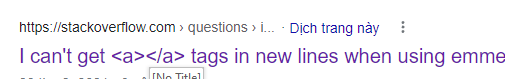 https://stackoverflow.com › questions › i... · Dịch trang này
I can't get <a></a> tags in new lines when using emme
[No Title]